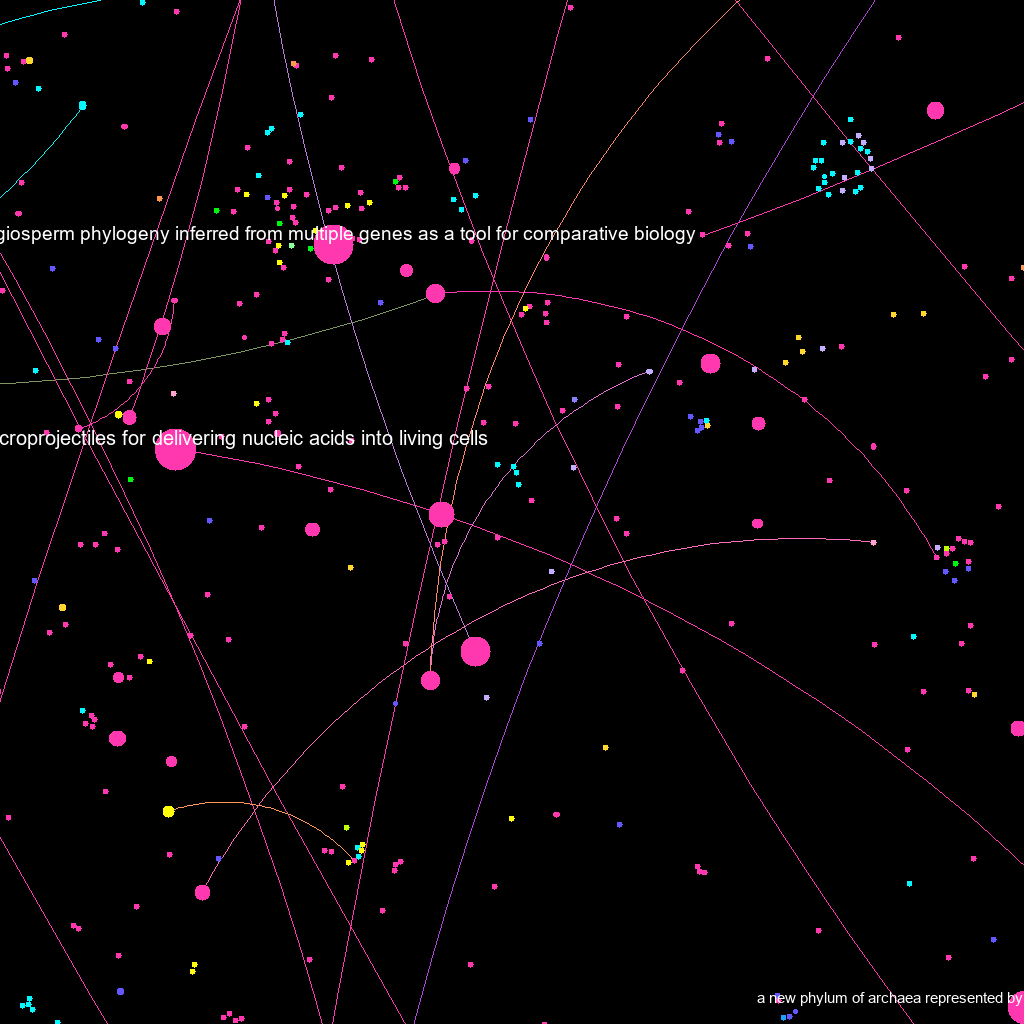 giosperm phylogeny inferred from multiple genes as a tool for comparative biology
croprojectiles for delivering nucleic acids into living cells
a new phylum of archaea represented by